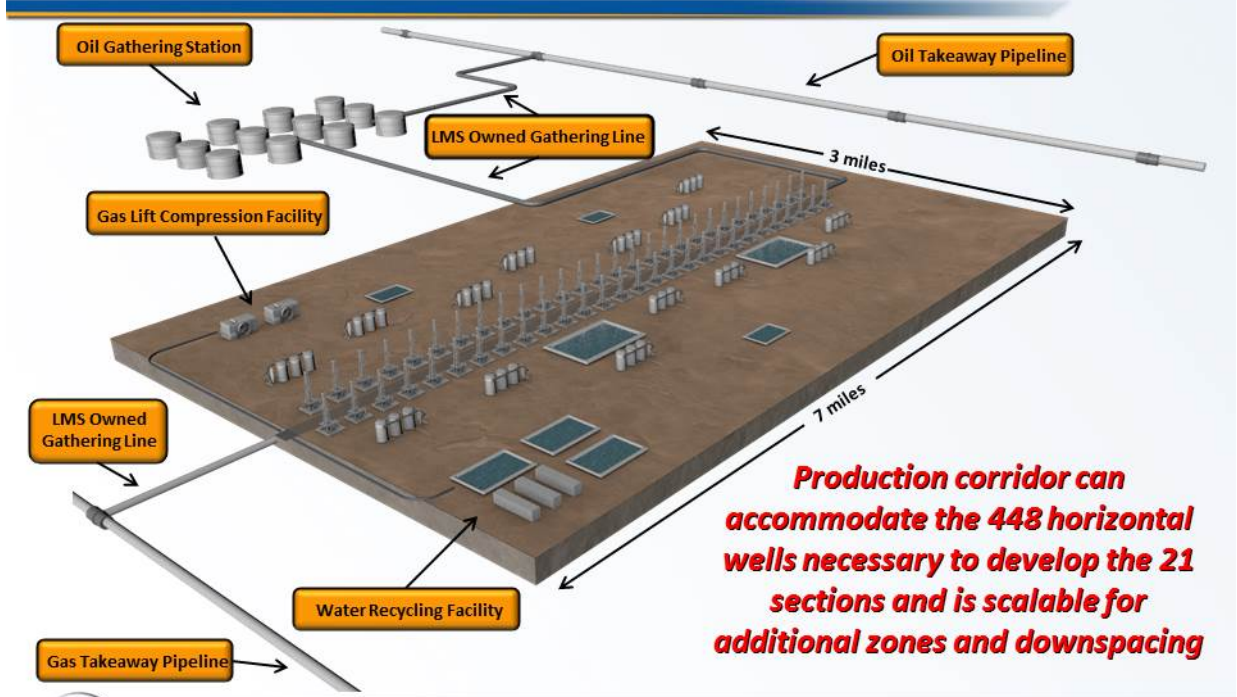 Oil Gathering Station
Oil Takeaway Pipeline
LMS Owned Gathering Line
3 miles
Gas Lift Compression Facility
7 miles
LMS Owned
Gathering Line
Production corridor can
accommodate the 448 horizontal
wells necessary to develop the 21
sections and is scalable for
additional zones and downspacing
Water Recycling Facility
Gas Takeaway Pipeline